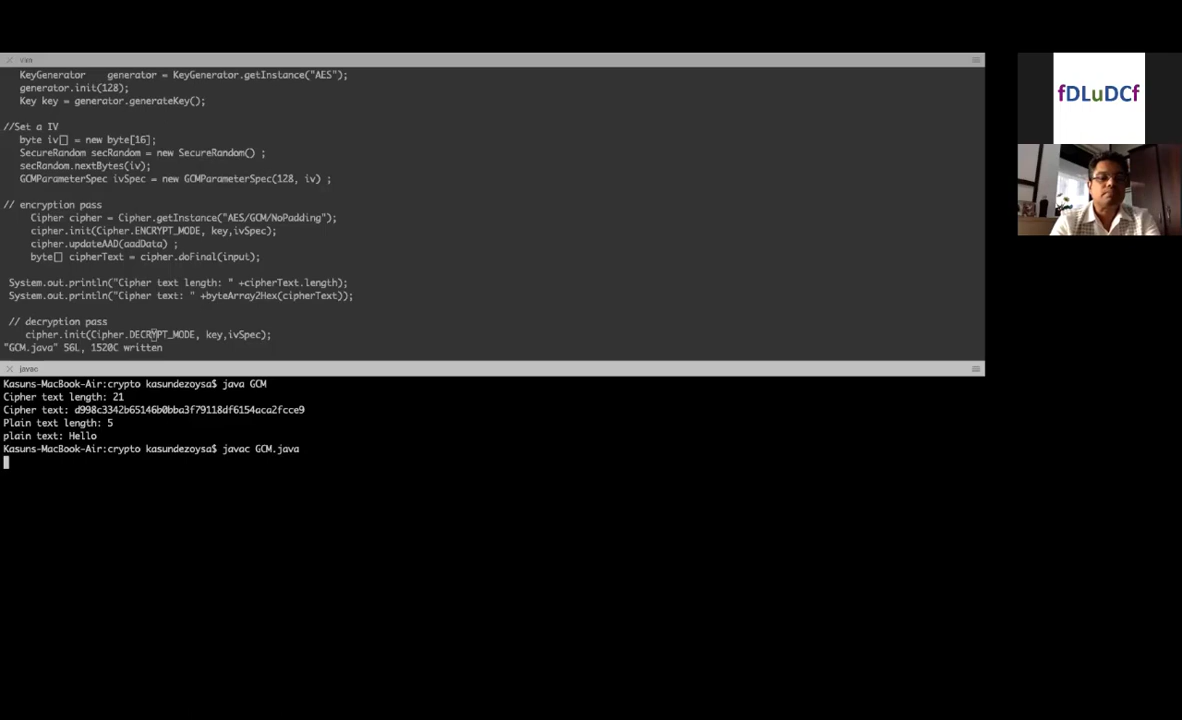 vim
KeyGenerator generator = KeyGenerator.getInstance("AES");
generator.init(128);
Key key = generator.generateKey();
//Set a IV
byte iv[] = new byte[16];
SecureRandom secRandom = new SecureRandom() ;
secRandom.nextBytes(iv);
GCMParameterSpec ivSpec = new GCMParameterSpec(128, iv) ;
// encryption pass
Cipher cipher = Cipher.getInstance("AES/GCM/NoPadding");
cipher.init(Cipher.ENCRYPT_MODE, key,ivSpec);
cipher.updateAAD(aadData) ;
byte[] cipherText = cipher.doFinal(input);
System.out.println("Cipher text length: " +cipherText.length);
System.out.println("Cipher text: " +byteArray2Hex(cipherText));
// decryption pass
cipher.init(Cipher.DECRYPT_MODE, key,ivSpec);
"GCM.java" 56L, 1520C written
javac
Kasuns-MacBook-Air:crypto kasundezoysa$ java GCM
Cipher text length: 21
Cipher text: d998c3342b65146b0bba3f79118df6154aca2fcce9
Plain text length: 5
plain text: Hello
Kasuns-MacBook-Air:crypto kasundezoysa$ javac GCM.java
fDLuDCf